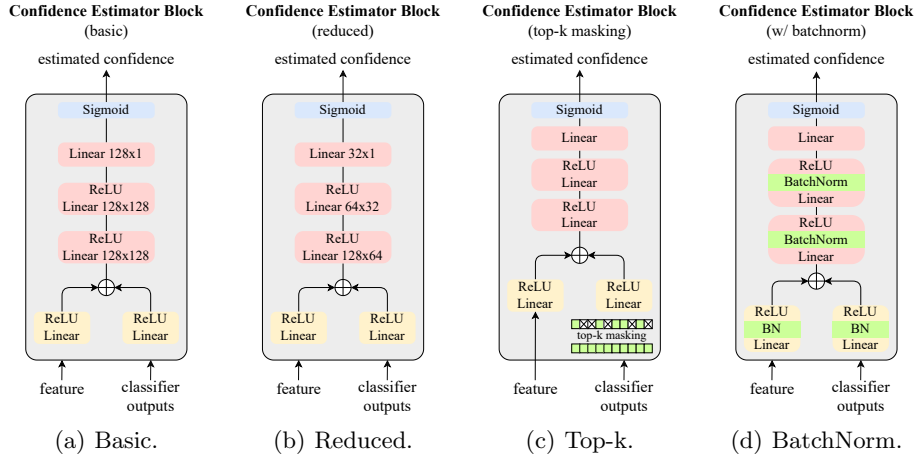 Confidence Estimator Block
(basic)
estimated confidence
Sigmoid
Linear 128x1
ReLU
Linear 128x128
ReLU
Linear 128x128
ReLU
Linear
ReLU
Linear
feature
classifier
outputs
(a) Basic.
Confidence Estimator Block
(reduced)
estimated confidence
Sigmoid
Linear 32x1
ReLU
Linear 64x32
ReLU
Linear 128x64
ReLU
Linear
ReLU
Linear
feature
classifier
outputs
(b) Reduced.
Confidence Estimator Block
(top-k masking)
estimated confidence
Sigmoid
Linear
ReLU
Linear
ReLU
Linear
ReLU
Linear
ReLU
Linear
top-k masking
feature
classifier
outputs
(c) Top-k.
Confidence Estimator Block
(w/ batchnorm)
estimated confidence
Sigmoid
Linear
ReLU
BatchNorm
Linear
ReLU
BatchNorm
Linear
ReLU
BN
Linear
ReLU
BN
Linear
feature
classifier
outputs
(d) BatchNorm.